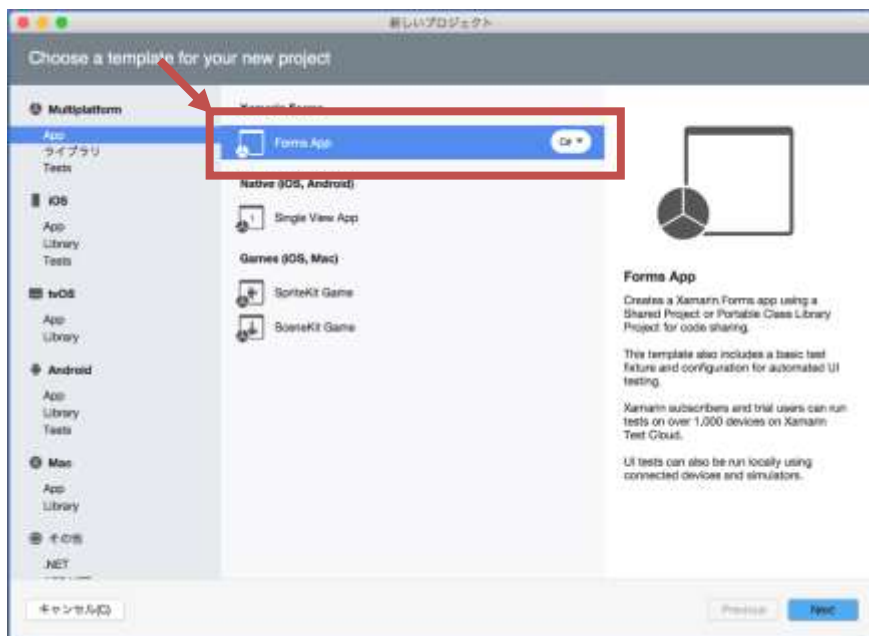 新しいプロジェクト
Choose a template for your new project
Multiplatform
App
ライブラリ
Tests
iOS
App
Library
Tests
tvOS
App
Library
Android
App
Library
Tests
Mac
App
Library
その他
.NET
Xamarin.Forms
Forms App
C#
Native (iOS, Android)
Single View App
Games (iOS, Mac)
SpriteKit Game
SceneKit Game
Forms App
Creates a Xamarin.Forms app using a
Shared Project or Portable Class Library
Project for code sharing.
This template also includes a basic test
fixture and configuration for automated UI
testing.
Xamarin subscribers and trial users can run
tests on over 1,000 devices on Xamarin
Test Cloud.
UI tests can also be run locally using
connected devices and simulators.
キャンセル(C)
Previous
Next